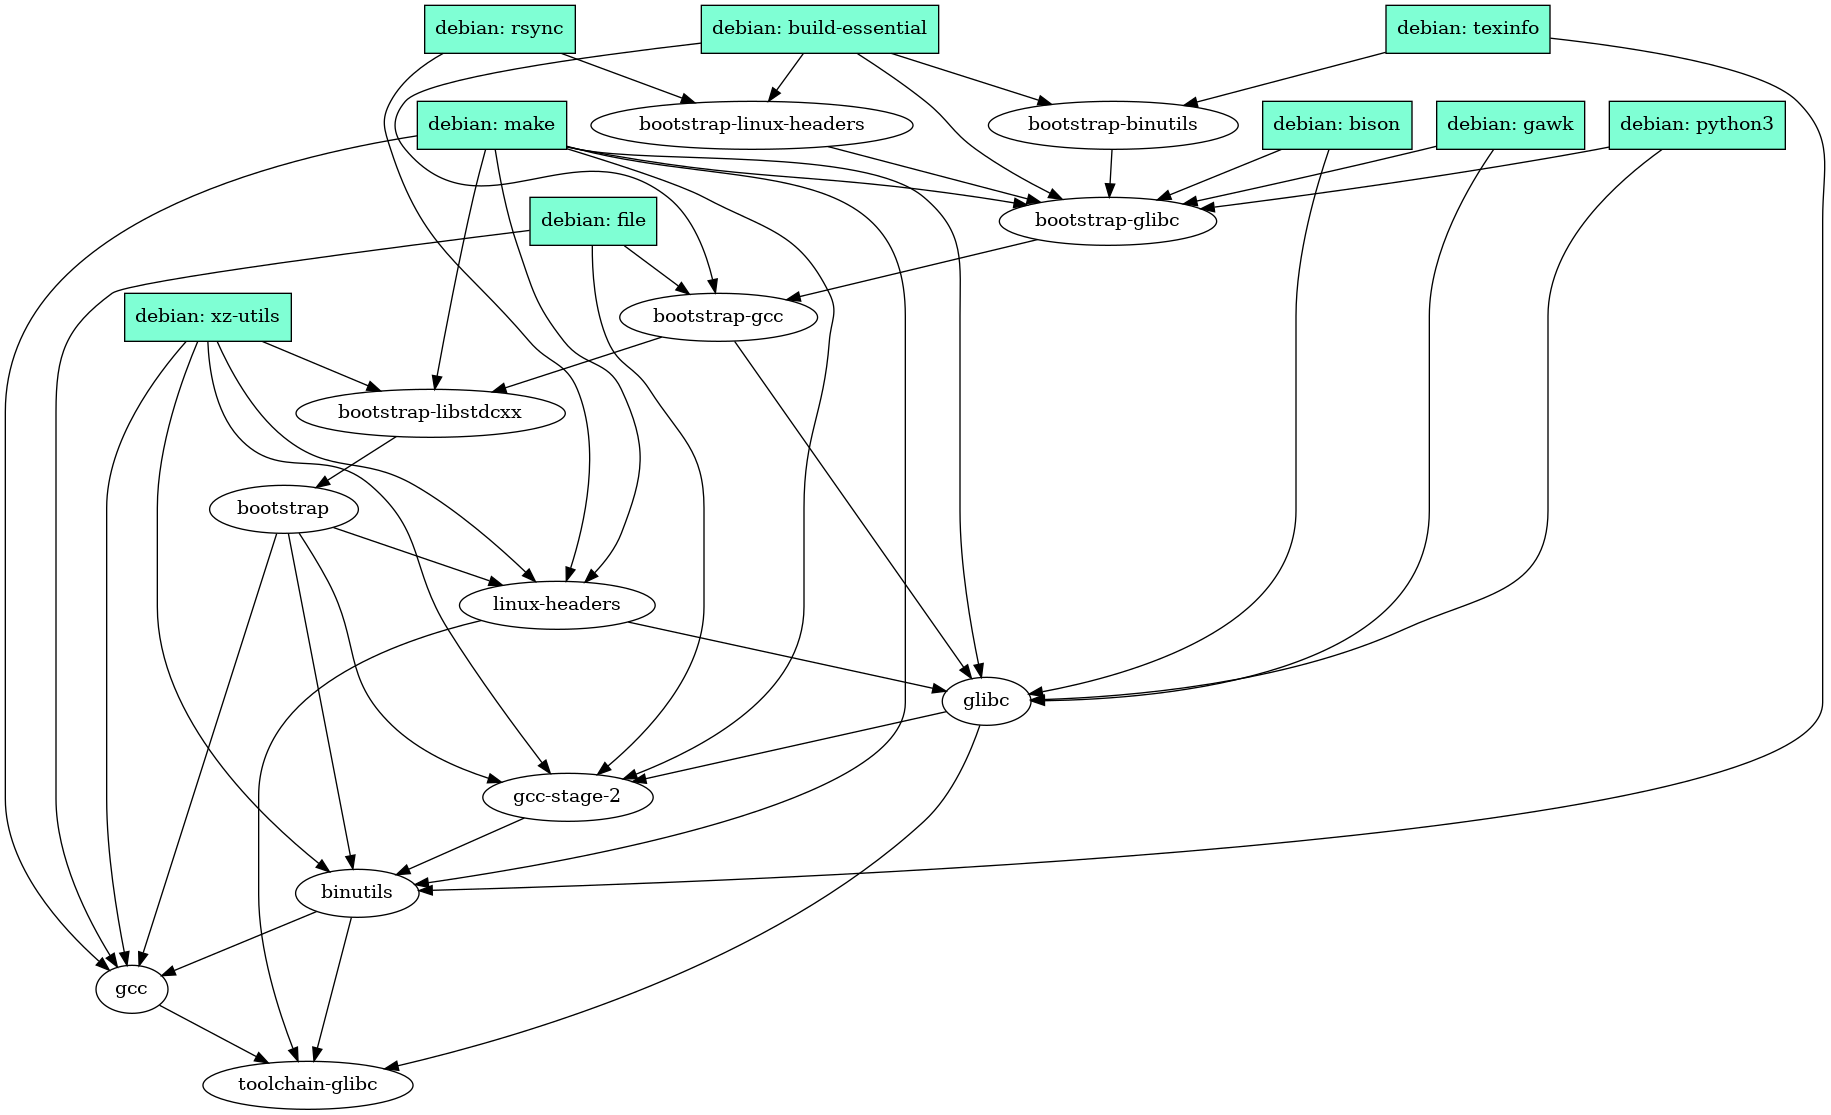 debian: rsync
debian: build-essential
debian: texinfo
debian: make
bootstrap-linux-headers
bootstrap-binutils
debian: bison
debian: gawk
debian: python3
debian: file
bootstrap-glibc
debian: xz-utils
bootstrap-gcc
bootstrap-libstdcxx
bootstrap
linux-headers
glibc
gcc-stage-2
binutils
gcc
toolchain-glibc